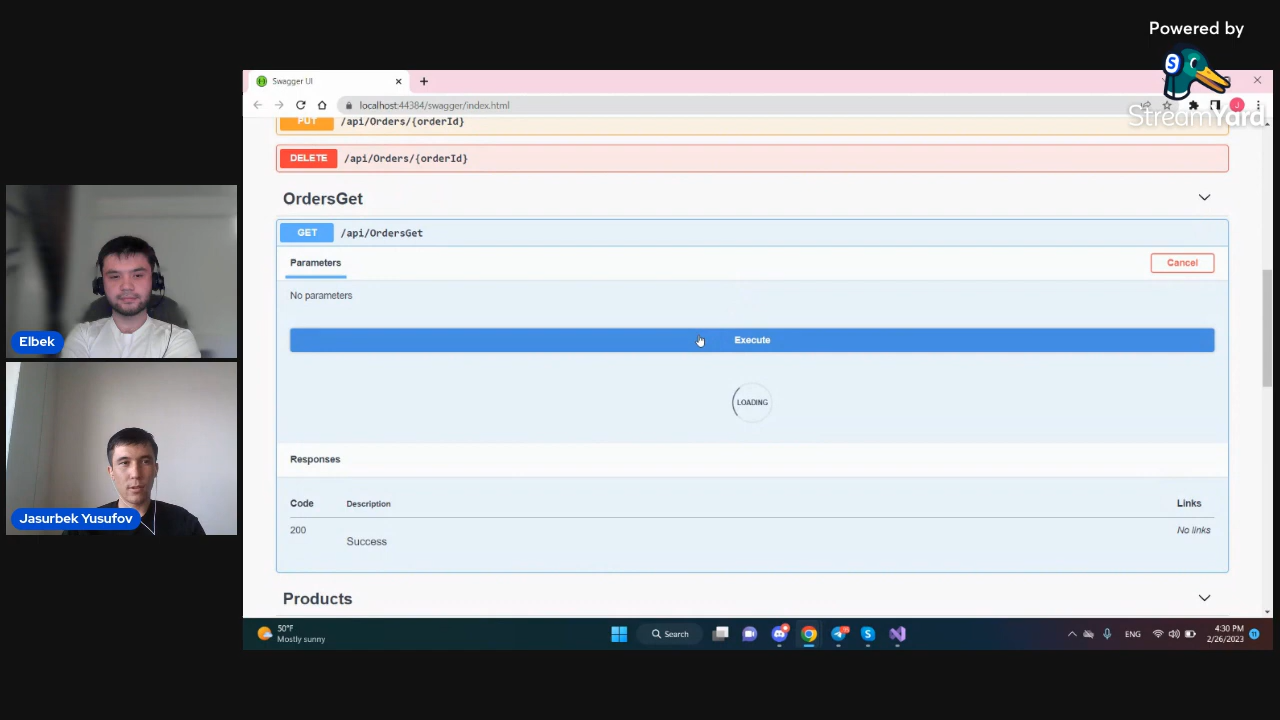 Powered by
S
StreamYard
Swagger UI
localhost:44384/swagger/index.html
J
PUT /api/Orders/{orderId}
DELETE /api/Orders/{orderId}
OrdersGet
GET /api/OrdersGet
Parameters
Cancel
No parameters
Execute
LOADING
Responses
Code Description Links
200 Success No links
Products
Elbek
Jasurbek Yusufov
50°F
Mostly sunny
Search
ENG
4:30 PM
2/26/2023